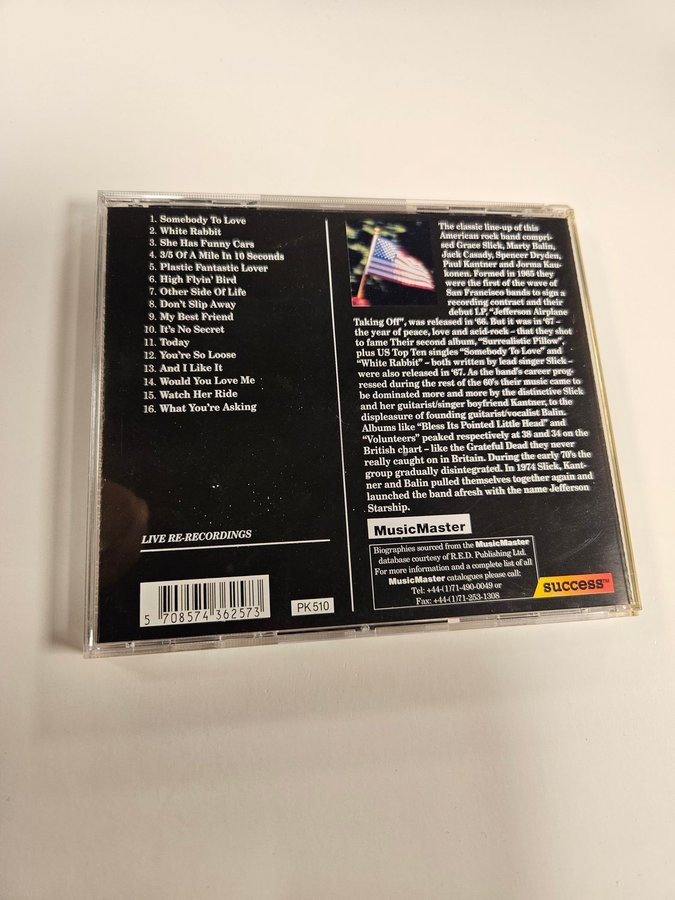 1. Somebody To Love
2. White Rabbit
3. She Has Funny Cars
4. 3/5 Of A Mile In 10 Seconds
5. Plastic Fantastic Lover
6. High Flyin' Bird
7. Other Side Of Life
8. Don't Slip Away
9. My Best Friend
10. It's No Secret
11. Today
12. You're So Loose
13. And I Like It
14. Would You Love Me
15. Watch Her Ride
16. What You're Asking
LIVE RE-RECORDINGS
5 708574 362573
PK 510
The classic line-up of this
American rock band compri-
sed Grace Slick, Marty Balin,
Jack Casady, Spencer Dryden,
Paul Kantner and Jorma Kau-
konen. Formed in 1965 they
were the first of the wave of
San Francisco bands to sign a
recording contract and their
debut LP, "Jefferson Airplane
Taking Off", was released in '66. But it was in '67 –
the year of peace, love and acid-rock – that they shot
to fame Their second album, "Surrealistic Pillow",
plus US Top Ten singles "Somebody To Love" and
"White Rabbit" – both written by lead singer Slick –
were also released in '67. As the band's career prog-
ressed during the rest of the 60's their music came to
be dominated more and more by the distinctive Slick
and her guitarist/singer boyfriend Kantner, to the
displeasure of founding guitarist/vocalist Balin.
Albums like "Bless Its Pointed Little Head" and
"Volunteers" peaked respectively at 38 and 34 on the
British chart – like the Grateful Dead they never
really caught on in Britain. During the early 70's the
group gradually disintegrated. In 1974 Slick, Kant-
ner and Balin pulled themselves together again and
launched the band afresh with the name Jefferson
Starship.
MusicMaster
Biographies sourced from the MusicMaster
database courtesy of R.E.D. Publishing Ltd.
For more information and a complete list of all
MusicMaster catalogues please call:
Tel: +44-(1)71-490-0049 or
Fax: +44-(1)71-253-1308
success™